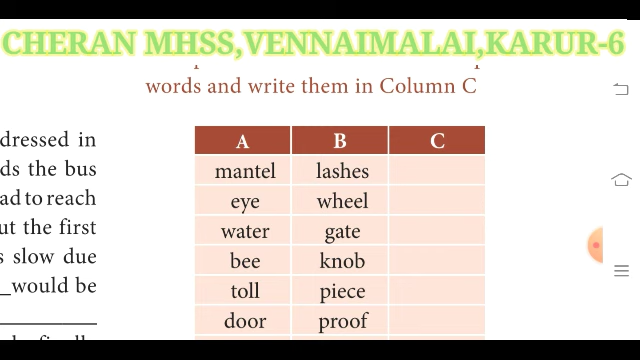 CHERAN MHSS,VENNAIMALAI,KARUR-6
words and write them in Column C
dressed in
ds the bus
ad to reach
ut the first
s slow due
_would be
A B C
mantel lashes
eye wheel
water gate
bee knob
toll piece
door proof